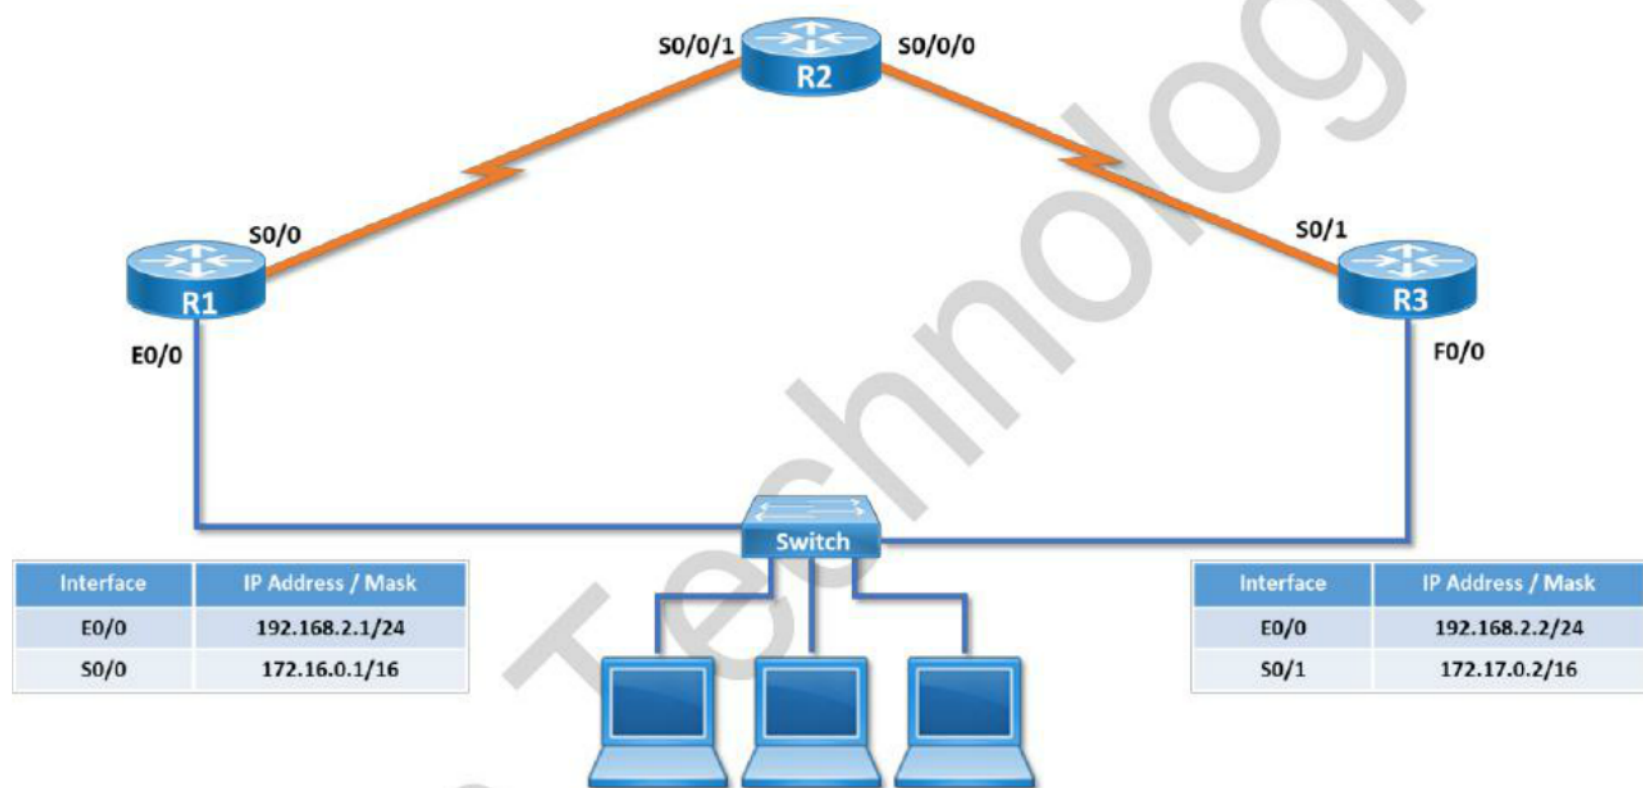 S0/0/1
R2
S0/0/0
S0/0
R1
E0/0
S0/1
R3
F0/0
Switch
Interface IP Address / Mask
E0/0 192.168.2.1/24
S0/0 172.16.0.1/16
Interface IP Address / Mask
E0/0 192.168.2.2/24
S0/1 172.17.0.2/16